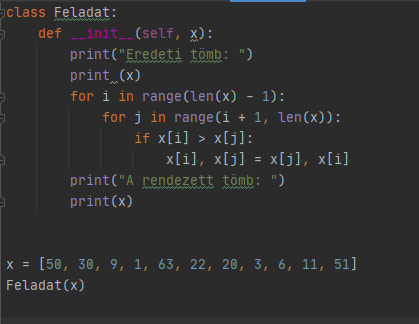 class Feladat:
    def __init__(self, x):
        print("Eredeti tömb: ")
        print (x)
        for i in range(len(x) - 1):
            for j in range(i + 1, len(x)):
                if x[i] > x[j]:
                    x[i], x[j] = x[j], x[i]
        print("A rendezett tömb: ")
        print(x)
x = [50, 30, 9, 1, 63, 22, 20, 3, 6, 11, 51]
Feladat(x)